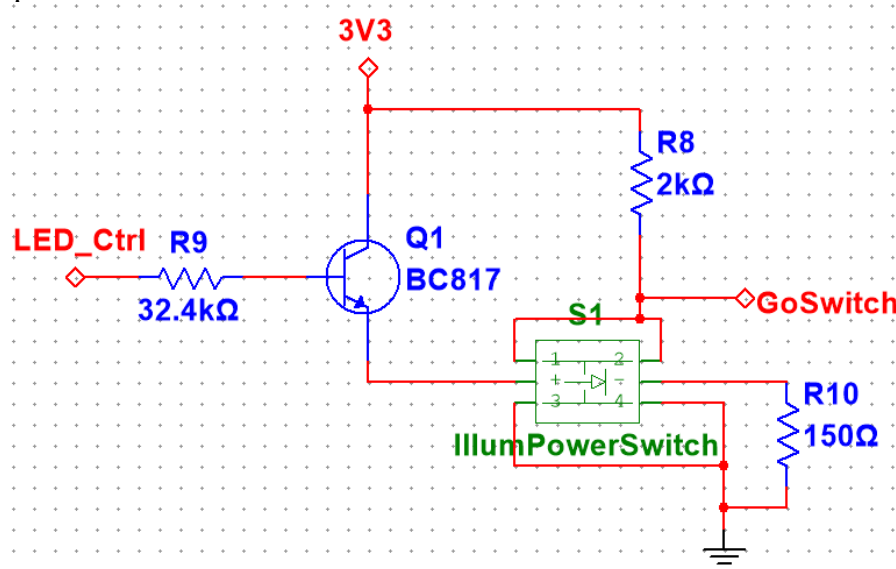 3V3
R8
2kΩ
LED_Ctrl
R9
32.4kΩ
Q1
BC817
GoSwitch
S1
1 2
+ -
3 4
IllumPowerSwitch
R10
150Ω